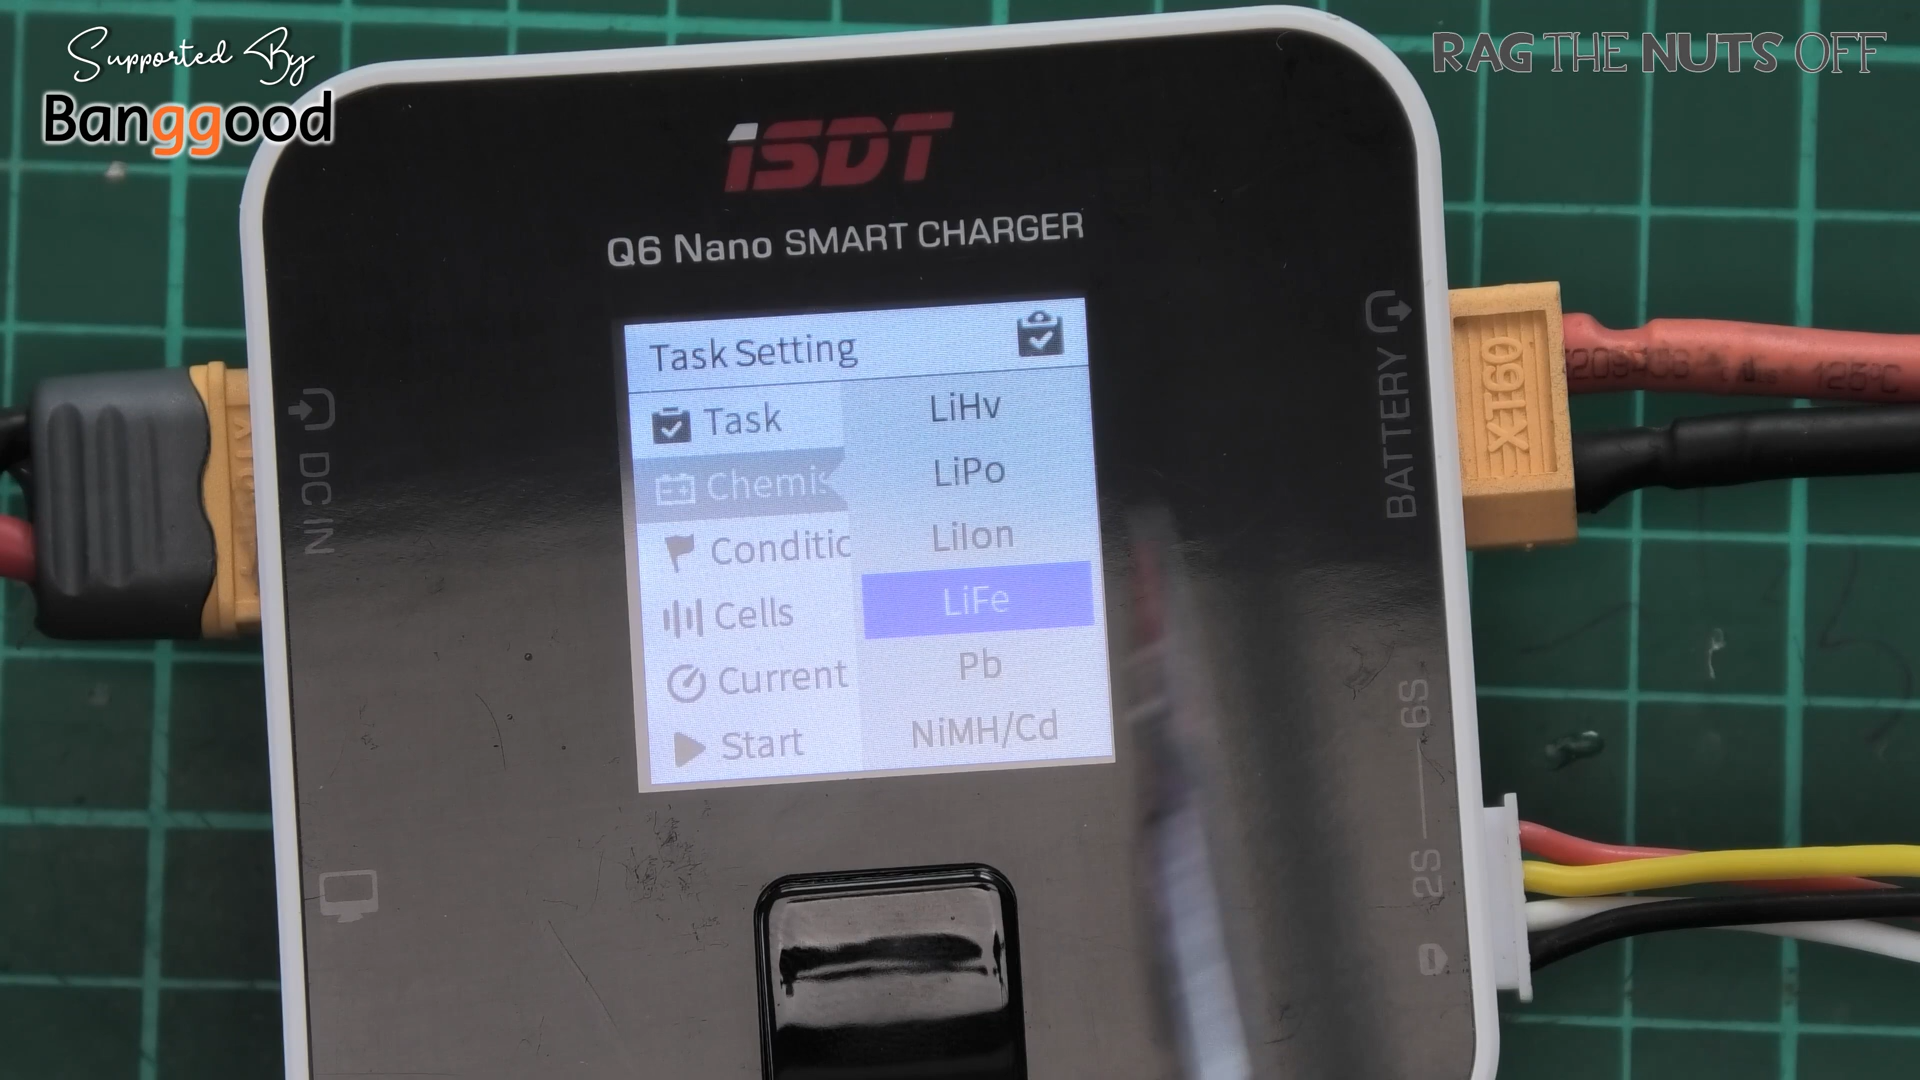 Supported By
Banggood
RAG THE NUTS OFF
iSDT
Q6 Nano SMART CHARGER
Task Setting
Task
LiHv
Chemis
LiPo
Conditic
LiIon
Cells
LiFe
Current
Pb
Start
NiMH/Cd
DC IN
BATTERY
XT60
125°C
6S
2S